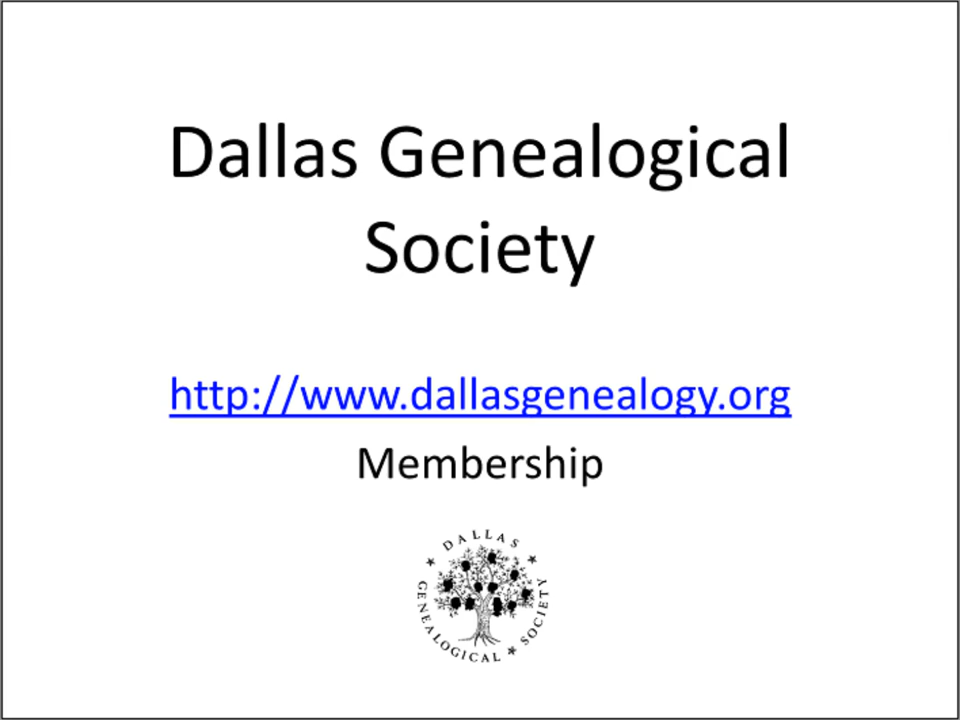 Dallas Genealogical
Society
http://www.dallasgenealogy.org
Membership
DALLAS
GENEALOGICAL
SOCIETY